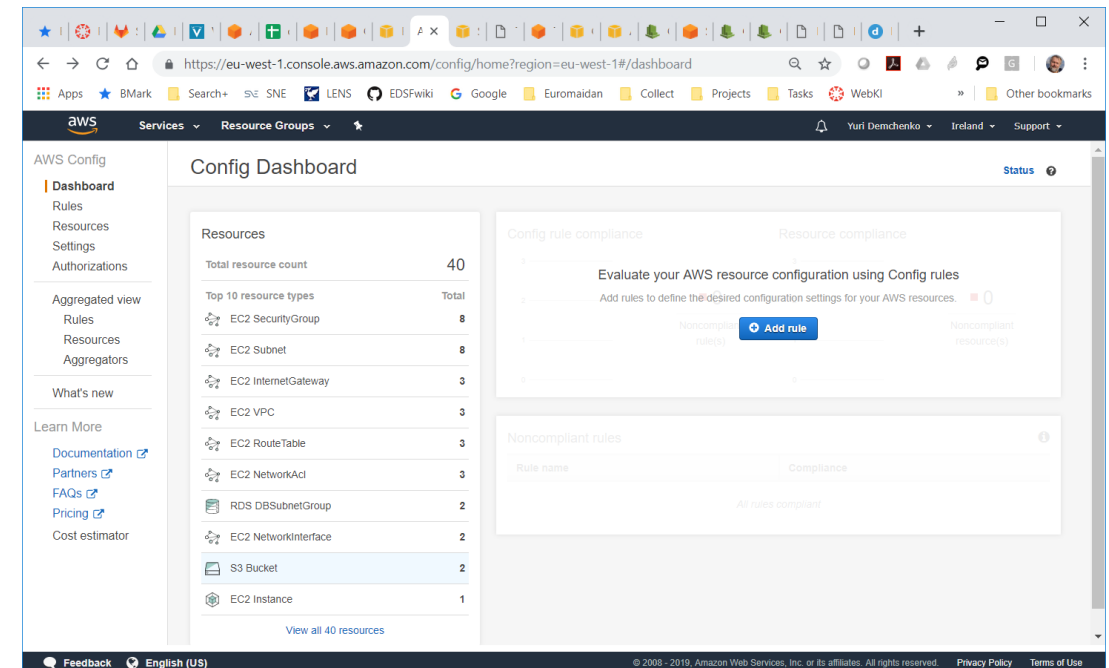 https://eu-west-1.console.aws.amazon.com/config/home?region=eu-west-1#/dashboard
Apps BMark Search+ SNE SNE LENS EDSFwiki G Google Euromaidan Collect Projects Tasks WebKI » Other bookmarks
aws Services Resource Groups Yuri Demchenko Ireland Support
AWS Config
Dashboard
Rules
Resources
Settings
Authorizations
Aggregated view
Rules
Resources
Aggregators
What's new
Learn More
Documentation
Partners
FAQs
Pricing
Cost estimator
Config Dashboard
Status
Resources
Total resource count 40
Top 10 resource types Total
EC2 SecurityGroup 8
EC2 Subnet 8
EC2 InternetGateway 3
EC2 VPC 3
EC2 RouteTable 3
EC2 NetworkAcl 3
RDS DBSubnetGroup 2
EC2 NetworkInterface 2
S3 Bucket 2
EC2 Instance 1
View all 40 resources
Config rule compliance Resource compliance
Evaluate your AWS resource configuration using Config rules
Add rules to define the desired configuration settings for your AWS resources.
0
Add rule
Noncompliant
resource(s)
rule(s)
Noncompliant rules
Rule name Compliance
All rules compliant
Feedback English (US) © 2008 - 2019, Amazon Web Services, Inc. or its affiliates. All rights reserved. Privacy Policy Terms of Use